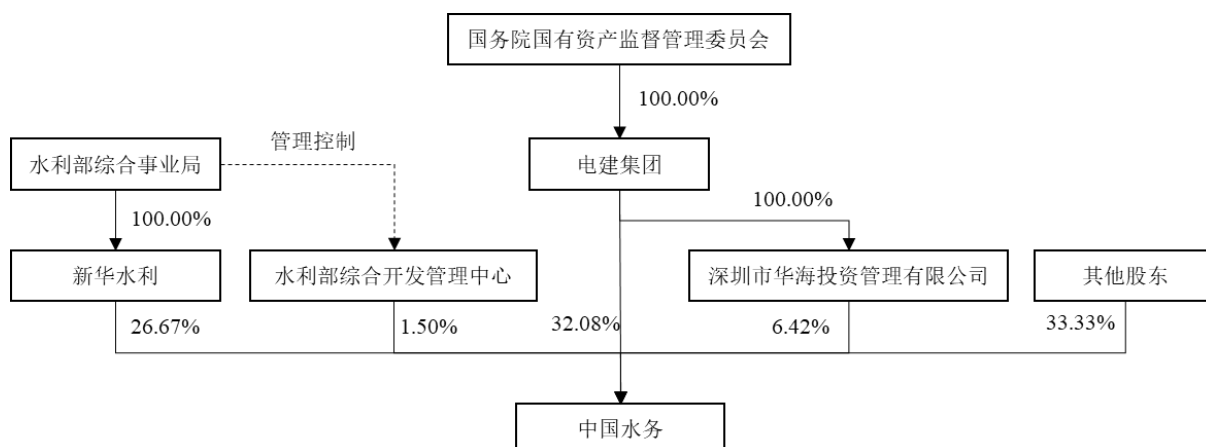 国务院国有资产监督管理委员会
100.00%
管理控制
水利部综合事业局
电建集团
100.00%
100.00%
新华水利
水利部综合开发管理中心
深圳市华海投资管理有限公司
其他股东
26.67%
1.50%
32.08%
6.42%
33.33%
中国水务